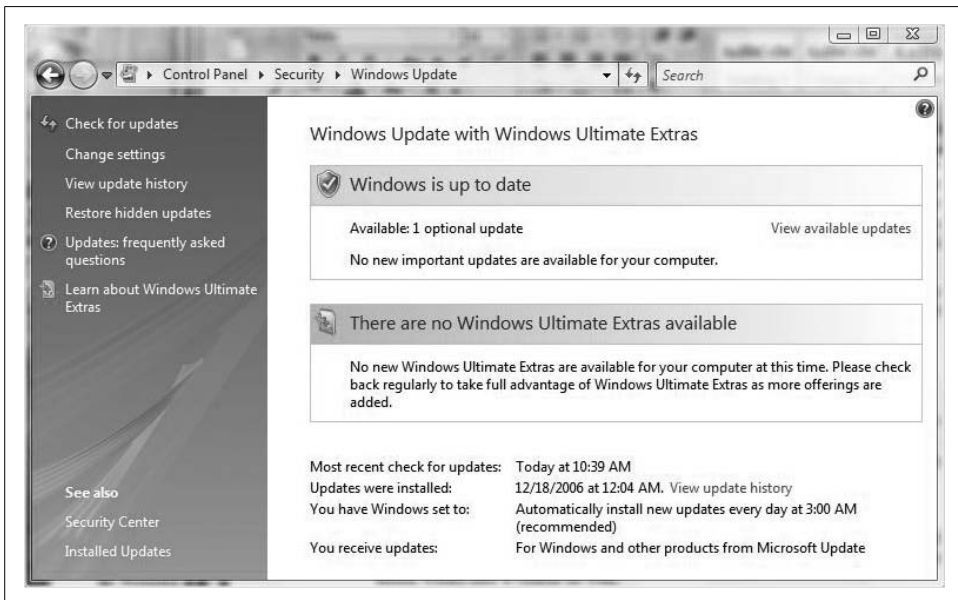 Control Panel ▸ Security ▸ Windows Update
Search
Check for updates
Change settings
View update history
Restore hidden updates
Updates: frequently asked
questions
Learn about Windows Ultimate
Extras
See also
Security Center
Installed Updates
Windows Update with Windows Ultimate Extras
Windows is up to date
Available: 1 optional update
View available updates
No new important updates are available for your computer.
There are no Windows Ultimate Extras available
No new Windows Ultimate Extras are available for your computer at this time. Please check
back regularly to take full advantage of Windows Ultimate Extras as more offerings are
added.
Most recent check for updates: Today at 10:39 AM
Updates were installed: 12/18/2006 at 12:04 AM. View update history
You have Windows set to: Automatically install new updates every day at 3:00 AM
(recommended)
You receive updates: For Windows and other products from Microsoft Update